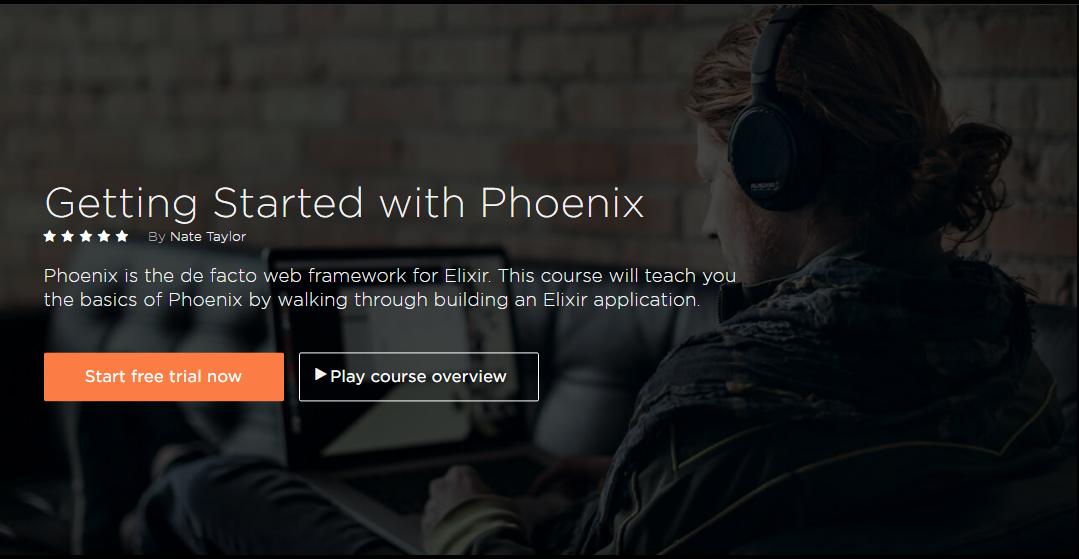 Getting Started with Phoenix
By Nate Taylor
Phoenix is the de facto web framework for Elixir. This course will teach you
the basics of Phoenix by walking through building an Elixir application.
Start free trial now
Play course overview